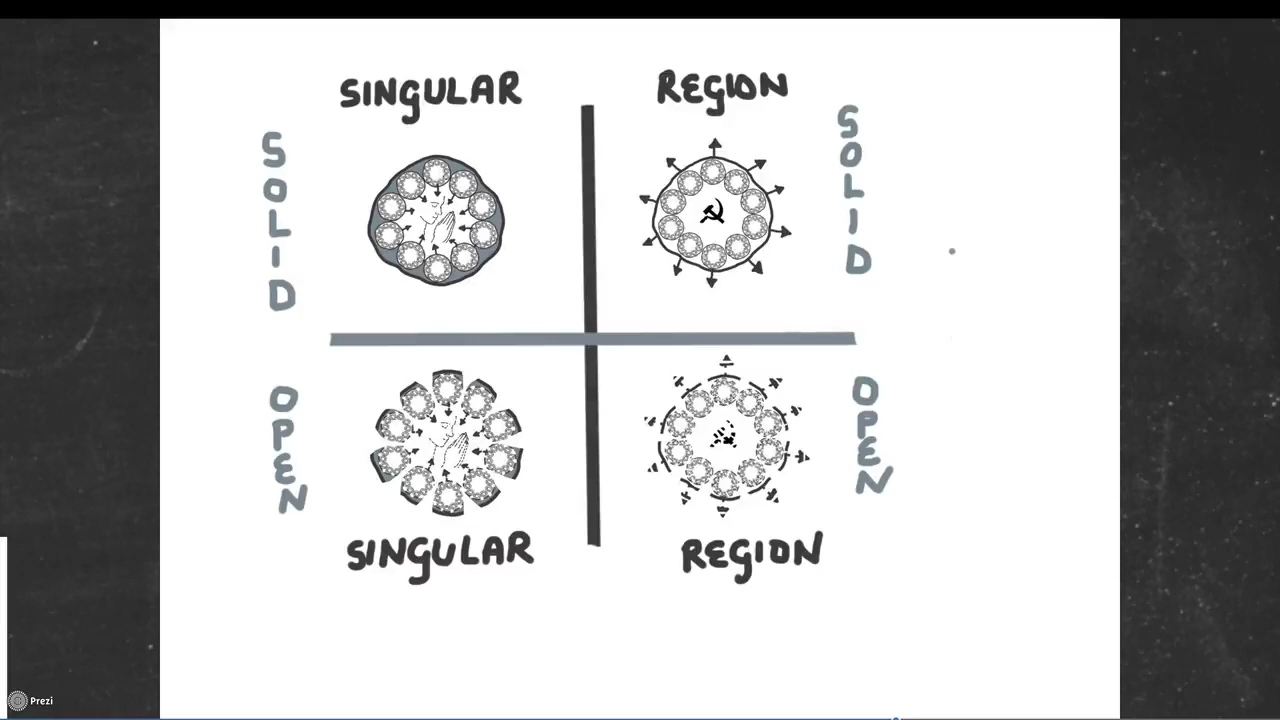 SINGULAR
REGION
SOLID
SOLID
OPEN
OPEN
SINGULAR
REGION
Prezi